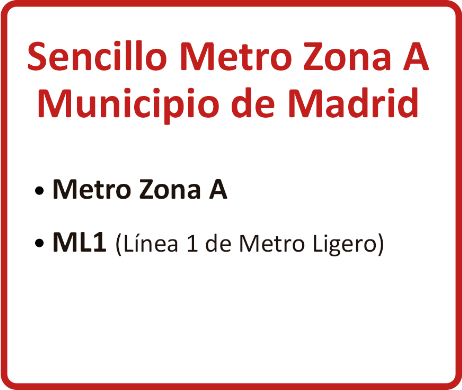 Sencillo Metro Zona A
Municipio de Madrid
• Metro Zona A
• ML1 (Línea 1 de Metro Ligero)